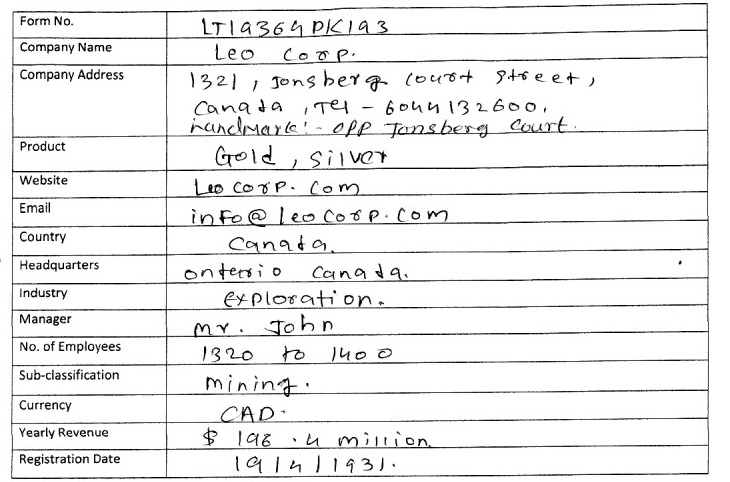 Form No. LT19364DK193
Company Name Leo Corp.
Company Address 1321, Jonsberg Court Street,
Canada, Tel - 6044132600,
Landmark:- OPP Jonsberg Court.
Product Gold, Silver
Website Leo corp. com
Email info@leocorp.com
Country Canada.
Headquarters onterrio Canada.
Industry Exploration.
Manager Mr. John
No. of Employees 1320 to 1400
Sub-classification Mining.
Currency CAD.
Yearly Revenue $ 198.4 million.
Registration Date 19/4/1931.